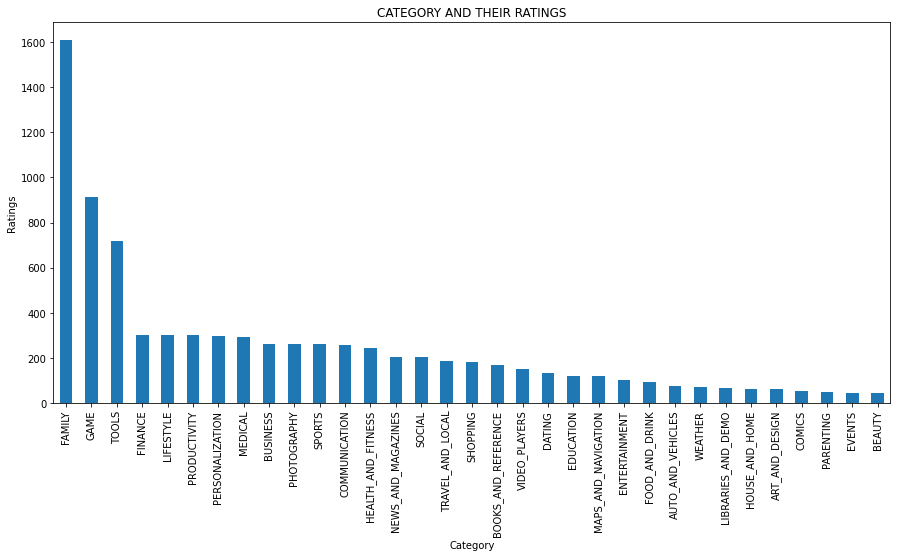 CATEGORY AND THEIR RATINGS
1600
1400
1200
1000
800
600
400
200
0
Ratings
FAMILY
GAME
TOOLS
FINANCE
LIFESTYLE
PRODUCTIVITY
PERSONALIZATION
MEDICAL
BUSINESS
PHOTOGRAPHY
SPORTS
COMMUNICATION
HEALTH_AND_FITNESS
NEWS_AND_MAGAZINES
SOCIAL
TRAVEL_AND_LOCAL
SHOPPING
BOOKS_AND_REFERENCE
VIDEO_PLAYERS
DATING
EDUCATION
MAPS_AND_NAVIGATION
ENTERTAINMENT
FOOD_AND_DRINK
AUTO_AND_VEHICLES
WEATHER
LIBRARIES_AND_DEMO
HOUSE_AND_HOME
ART_AND_DESIGN
COMICS
PARENTING
EVENTS
BEAUTY
Category